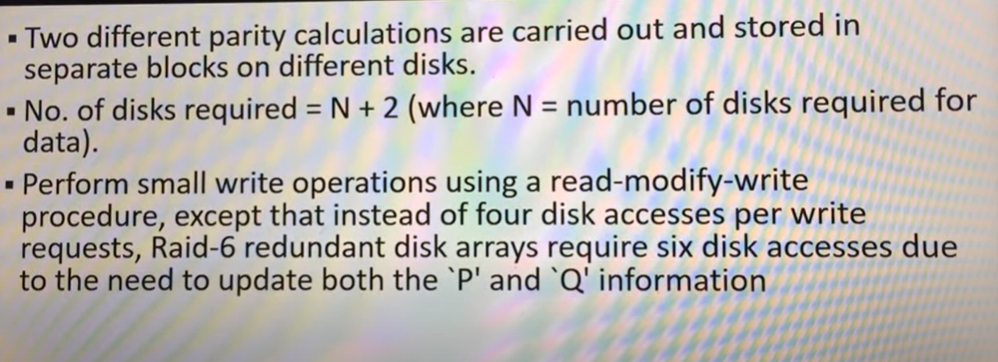 ▪ Two different parity calculations are carried out and stored in
separate blocks on different disks.
▪ No. of disks required = N + 2 (where N = number of disks required for
data).
▪ Perform small write operations using a read-modify-write
procedure, except that instead of four disk accesses per write
requests, Raid-6 redundant disk arrays require six disk accesses due
to the need to update both the `P' and `Q' information